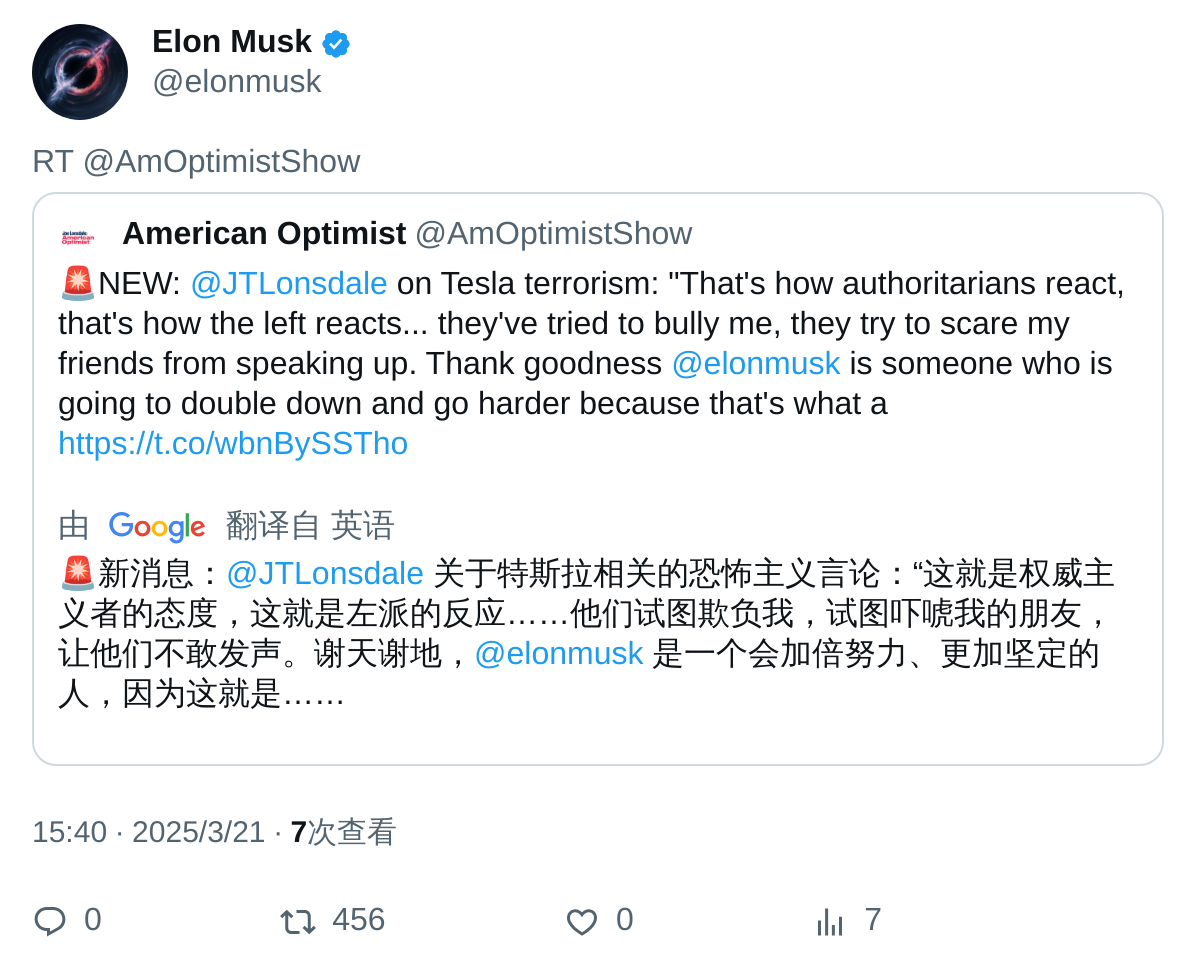 Elon Musk
@elonmusk
RT @AmOptimistShow
Joe Lonsdale
American
Optimist
American Optimist @AmOptimistShow
🚨NEW: @JTLonsdale on Tesla terrorism: "That's how authoritarians react,
that's how the left reacts... they've tried to bully me, they try to scare my
friends from speaking up. Thank goodness @elonmusk is someone who is
going to double down and go harder because that's what a
https://t.co/wbnBySSTho
由 Google 翻译自 英语
🚨新消息：@JTLonsdale 关于特斯拉相关的恐怖主义言论：“这就是权威主
义者的态度，这就是左派的反应……他们试图欺负我，试图吓唬我的朋友，
让他们不敢发声。谢天谢地，@elonmusk 是一个会加倍努力、更加坚定的
人，因为这就是……
15:40 · 2025/3/21 · 7次查看
0 456 0 7